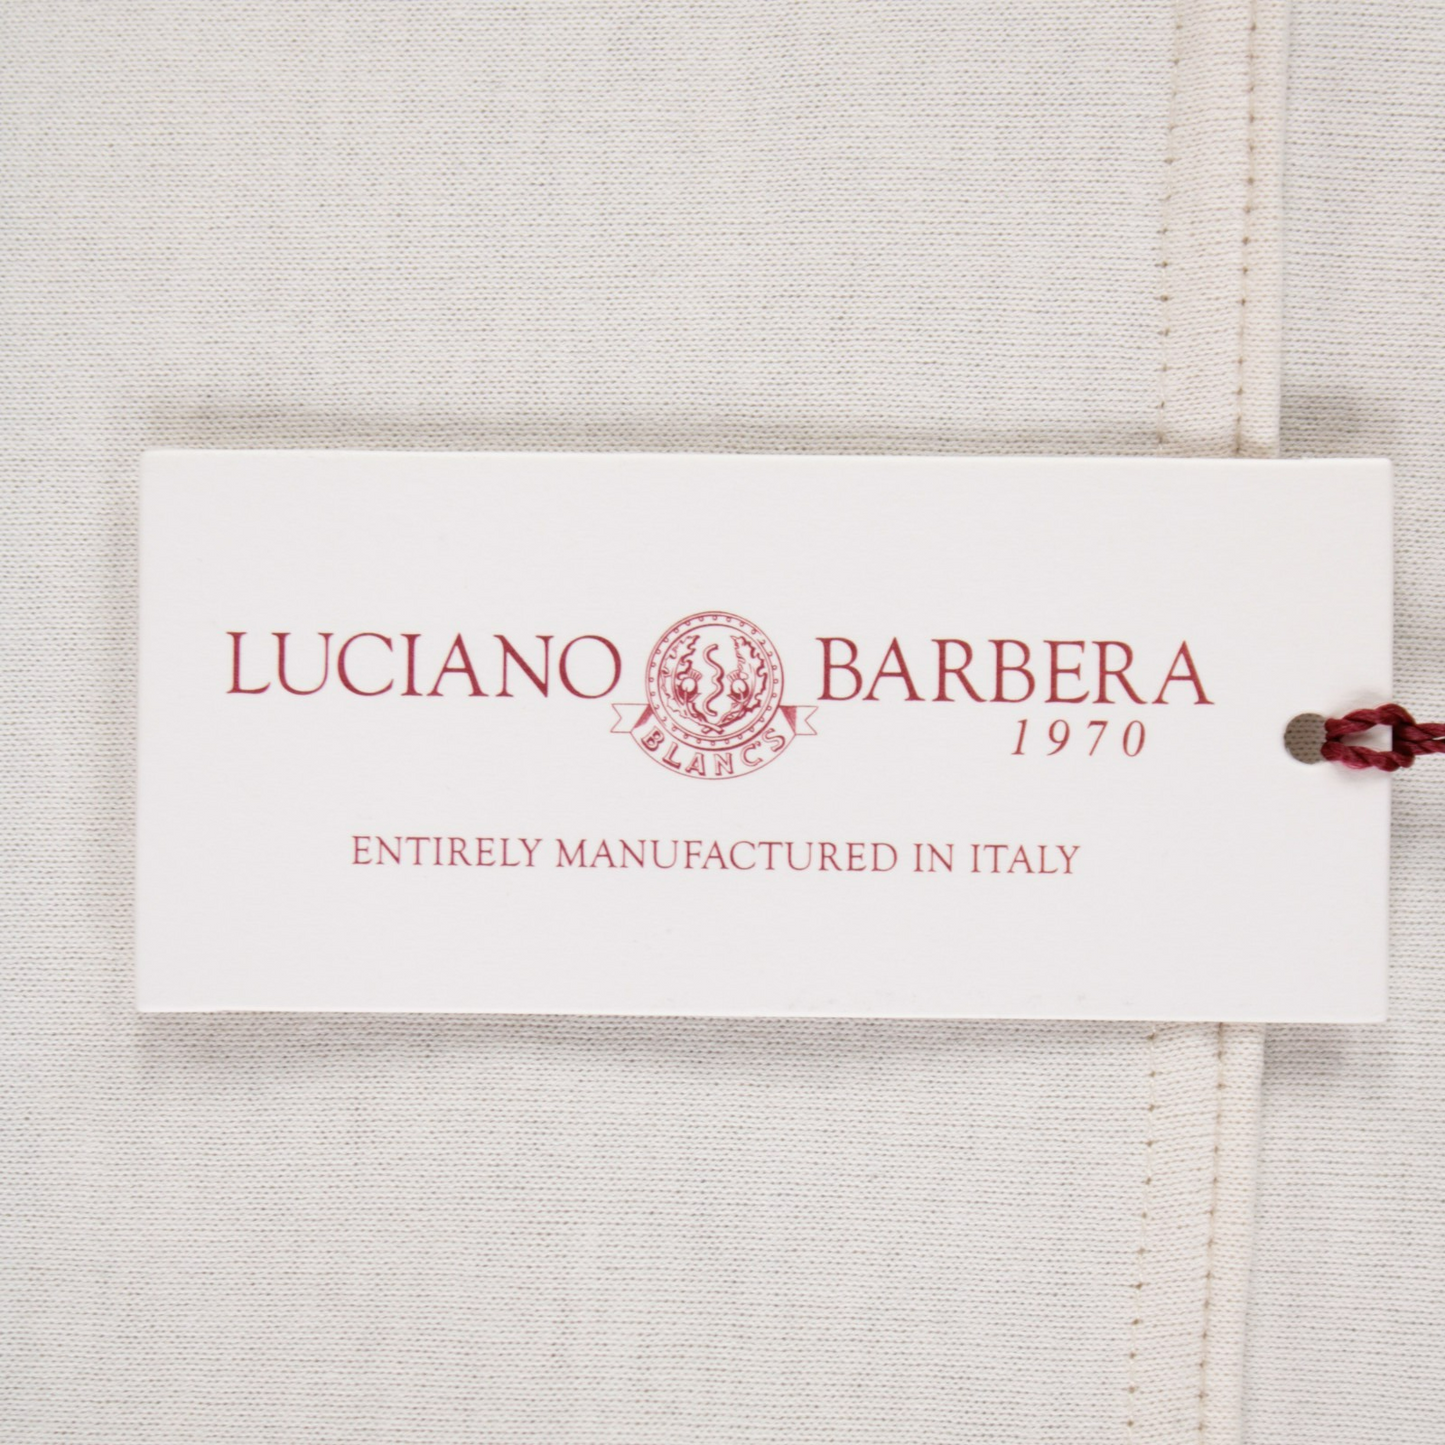 LUCIANO BARBERA
1970
BLANC'S
ENTIRELY MANUFACTURED IN ITALY